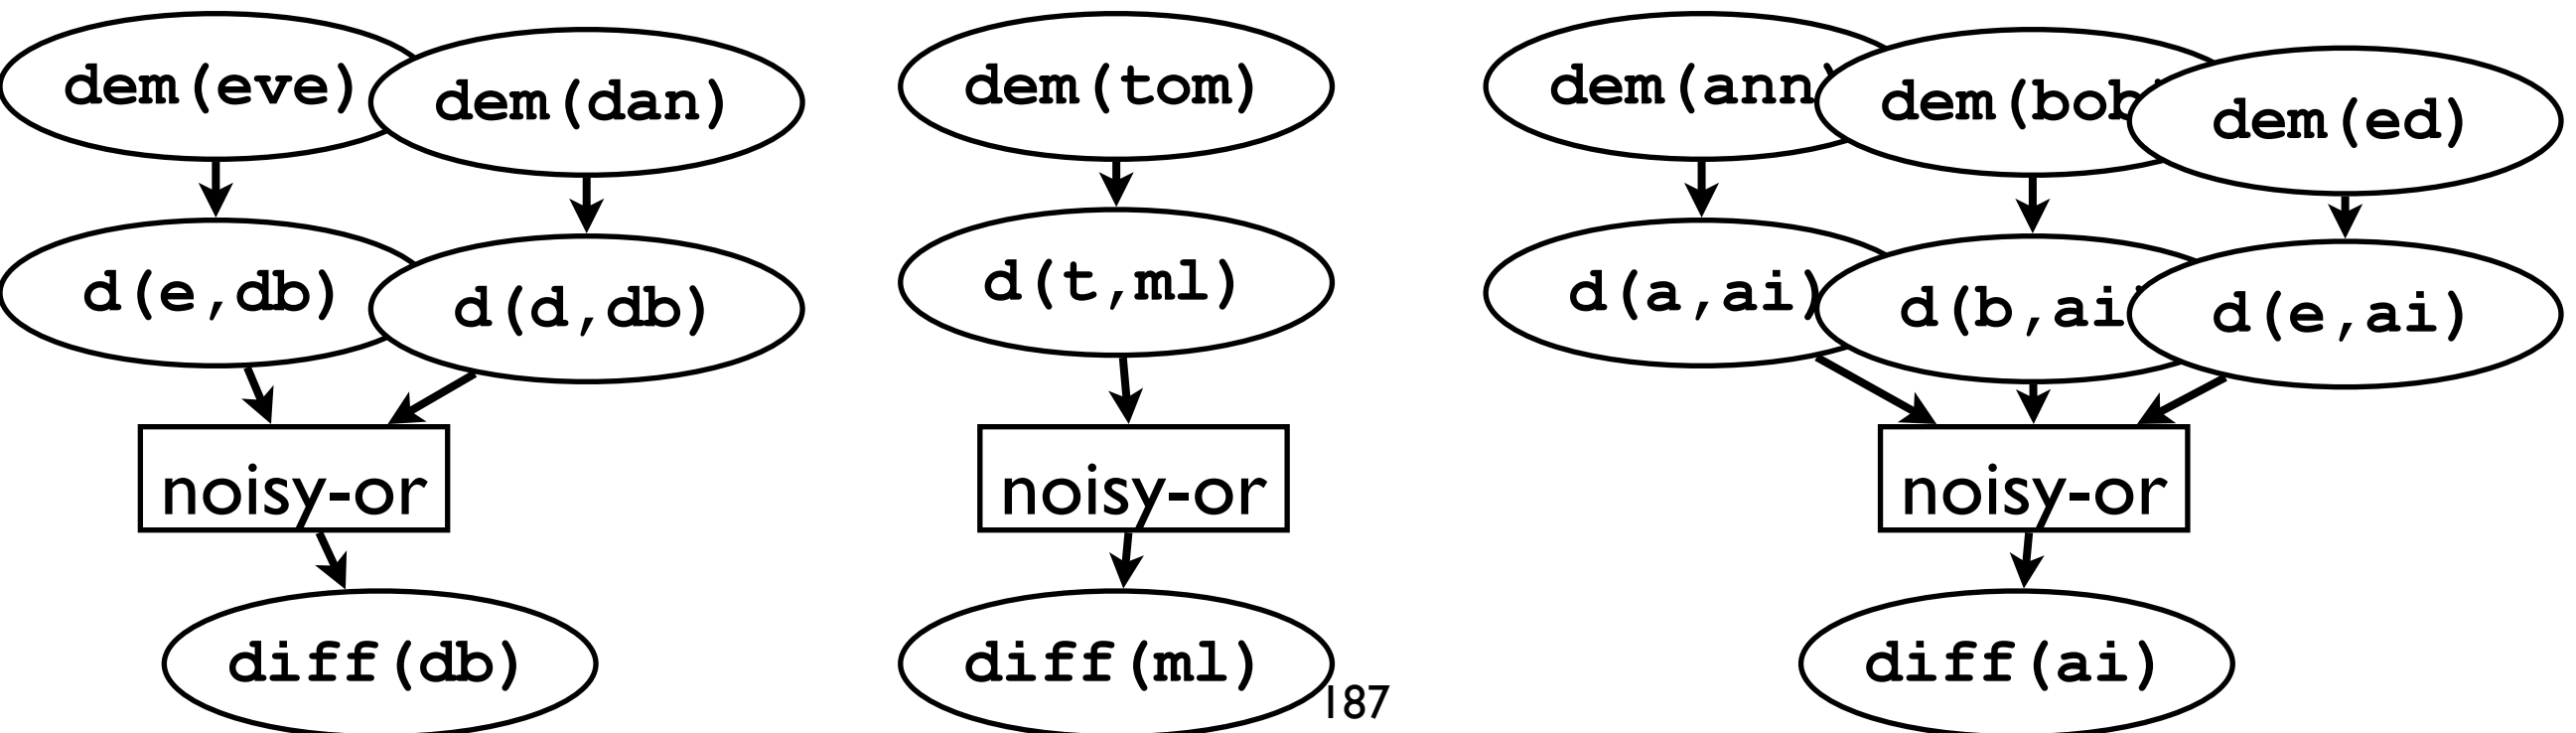 dem(eve) dem(dan) dem(tom) dem(ann) dem(bob) dem(ed)
d(e,db) d(d,db) d(t,ml) d(a,ai) d(b,ai) d(e,ai)
noisy-or noisy-or noisy-or
diff(db) diff(ml) diff(ai)
187